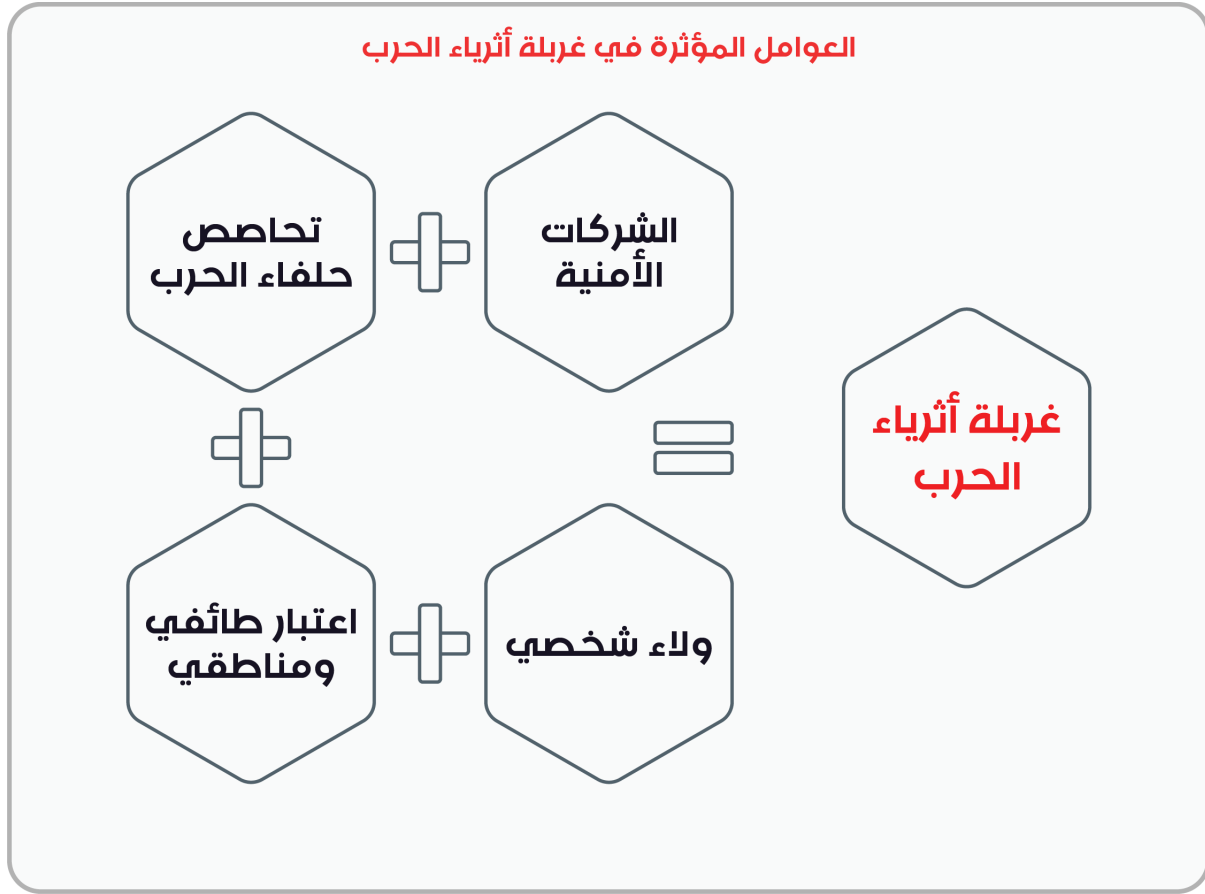 العوامل المؤثرة في غربلة أثرياء الحرب
الشركات
الأمنية
تحاصص
حلفاء الحرب
غربلة أثرياء
الحرب
ولاء شخصي
اعتبار طائفي
ومناطقي